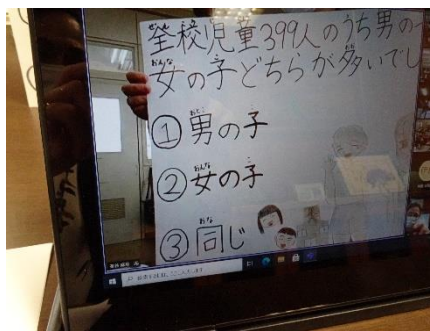 全校児童399人のうち男の
女の子どちらが多いでし
①男の子
②女の子
③同じ